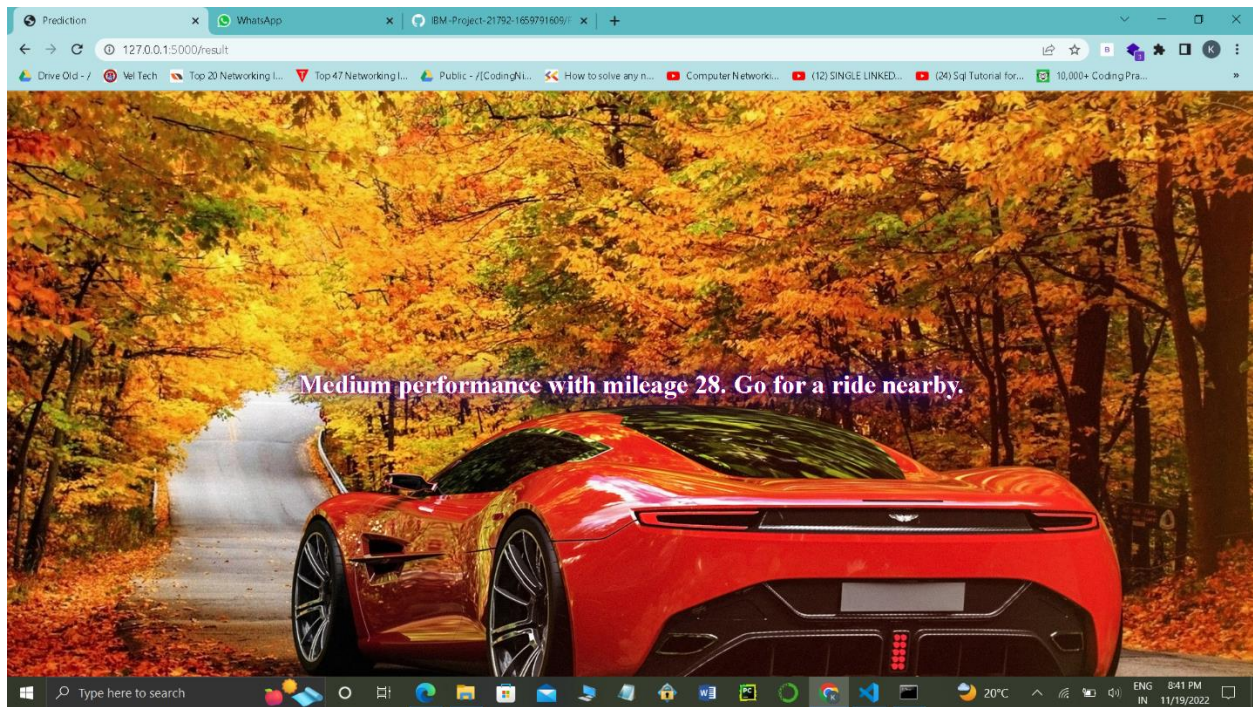 Prediction
WhatsApp
IBM-Project-21792-1659791609/
127.0.0.1:5000/result
B
K
Drive Old - /
Vel Tech
Top 20 Networking I...
Top 47 Networking I...
Public - /[CodingNi...
How to solve any n...
Computer Networki...
(12) SINGLE LINKED...
(24) Sql Tutorial for...
10,000+ Coding Pra...
»
Medium performance with mileage 28. Go for a ride nearby.
Type here to search
20°C
ENG
IN
8:41 PM
11/19/2022